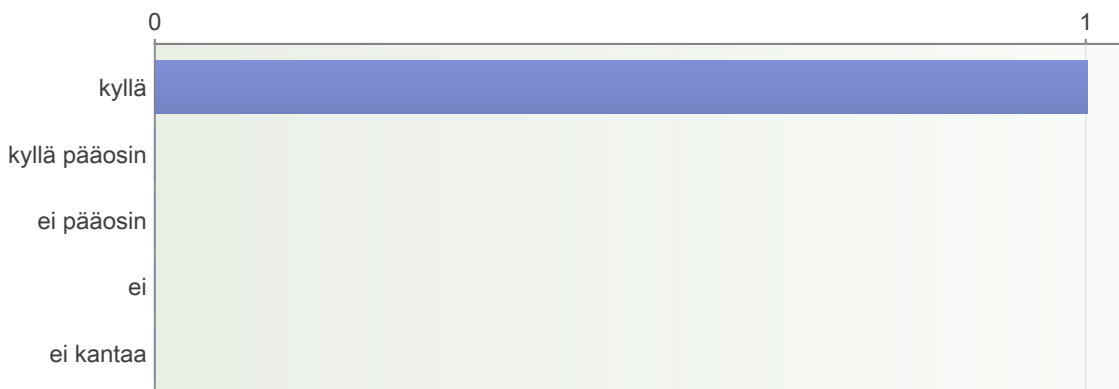 0 1
kyllä
kyllä pääosin
ei pääosin
ei
ei kantaa